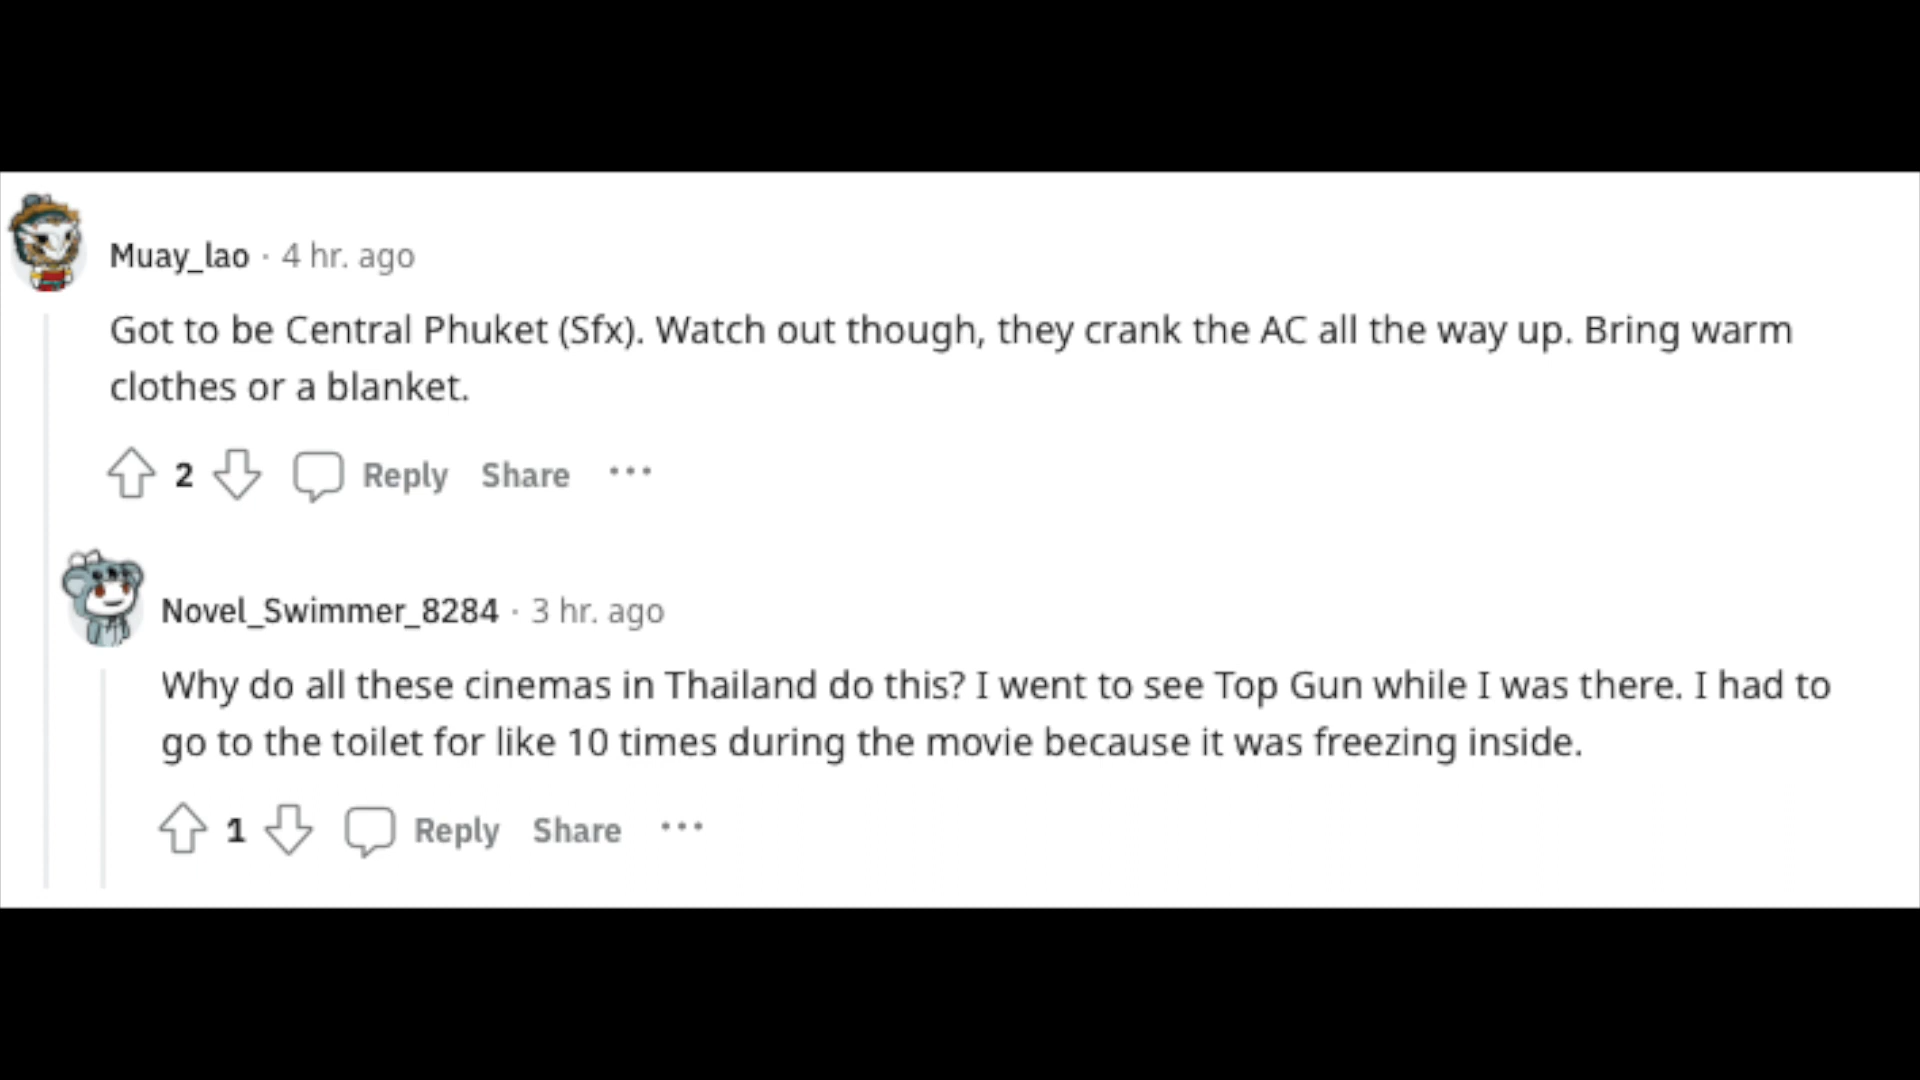 Muay_lao · 4 hr. ago
Got to be Central Phuket (Sfx). Watch out though, they crank the AC all the way up. Bring warm
clothes or a blanket.
2 Reply Share ...
Novel_Swimmer_8284 · 3 hr. ago
Why do all these cinemas in Thailand do this? I went to see Top Gun while I was there. I had to
go to the toilet for like 10 times during the movie because it was freezing inside.
1 Reply Share ...